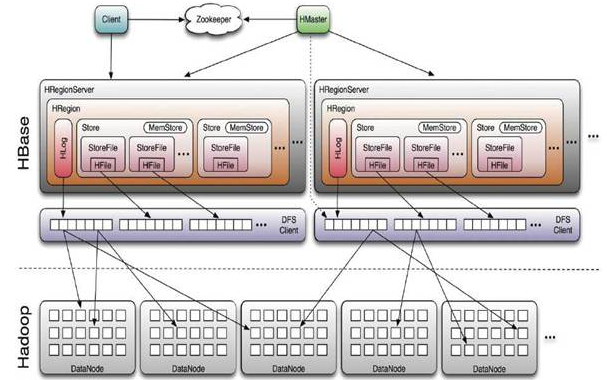 Client
Zookeeper
HMaster
HBase
HRegionServer
HRegion
HLog
Store
MemStore
StoreFile
HFile
StoreFile
HFile
...
Store
MemStore
StoreFile
HFile
...
...
DFS
Client
...
HRegionServer
HRegion
HLog
Store
MemStore
StoreFile
HFile
StoreFile
HFile
...
Store
MemStore
StoreFile
HFile
...
...
...
DFS
Client
...
Hadoop
DataNode
DataNode
DataNode
DataNode
DataNode
...